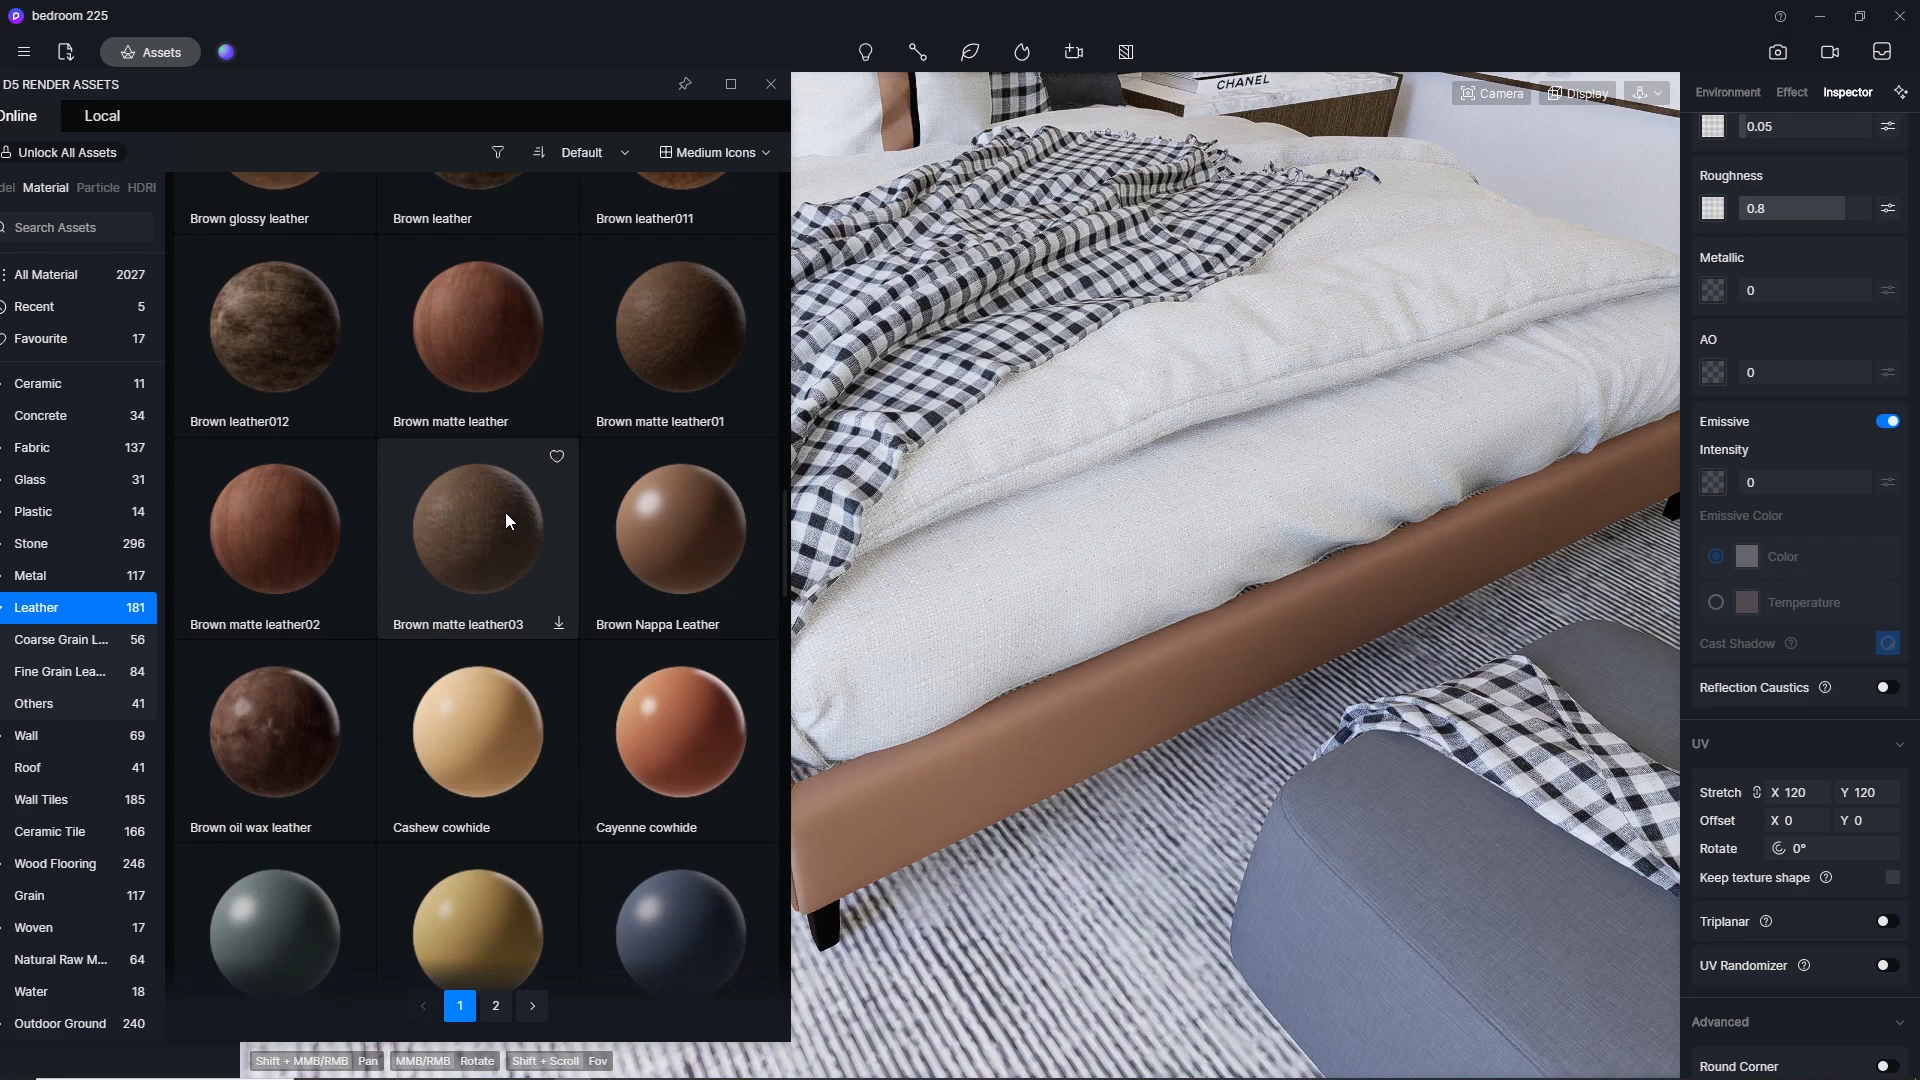 bedroom 225
Assets
D5 RENDER ASSETS
Online
Local
Unlock All Assets
Default
Medium Icons
del Material Particle HDRI
Search Assets
All Material 2027
Recent 5
Favourite 17
Ceramic 11
Concrete 34
Fabric 137
Glass 31
Plastic 14
Stone 296
Metal 117
Leather 181
Coarse Grain L... 56
Fine Grain Lea... 84
Others 41
Wall 69
Roof 41
Wall Tiles 185
Ceramic Tile 166
Wood Flooring 246
Grain 117
Woven 17
Natural Raw M... 64
Water 18
Outdoor Ground 240
Brown glossy leather
Brown leather
Brown leather011
Brown leather012
Brown matte leather
Brown matte leather01
Brown matte leather02
Brown matte leather03
Brown Nappa Leather
Brown oil wax leather
Cashew cowhide
Cayenne cowhide
1 2
CHANEL
Camera
Display
Shift + MMB/RMB Pan
MMB/RMB Rotate
Shift + Scroll Fov
Environment Effect Inspector
0.05
Roughness
0.8
Metallic
0
AO
0
Emissive
Intensity
0
Emissive Color
Color
Temperature
Cast Shadow
Reflection Caustics
UV
Stretch X 120 Y 120
Offset X 0 Y 0
Rotate 0°
Keep texture shape
Triplanar
UV Randomizer
Advanced
Round Corner